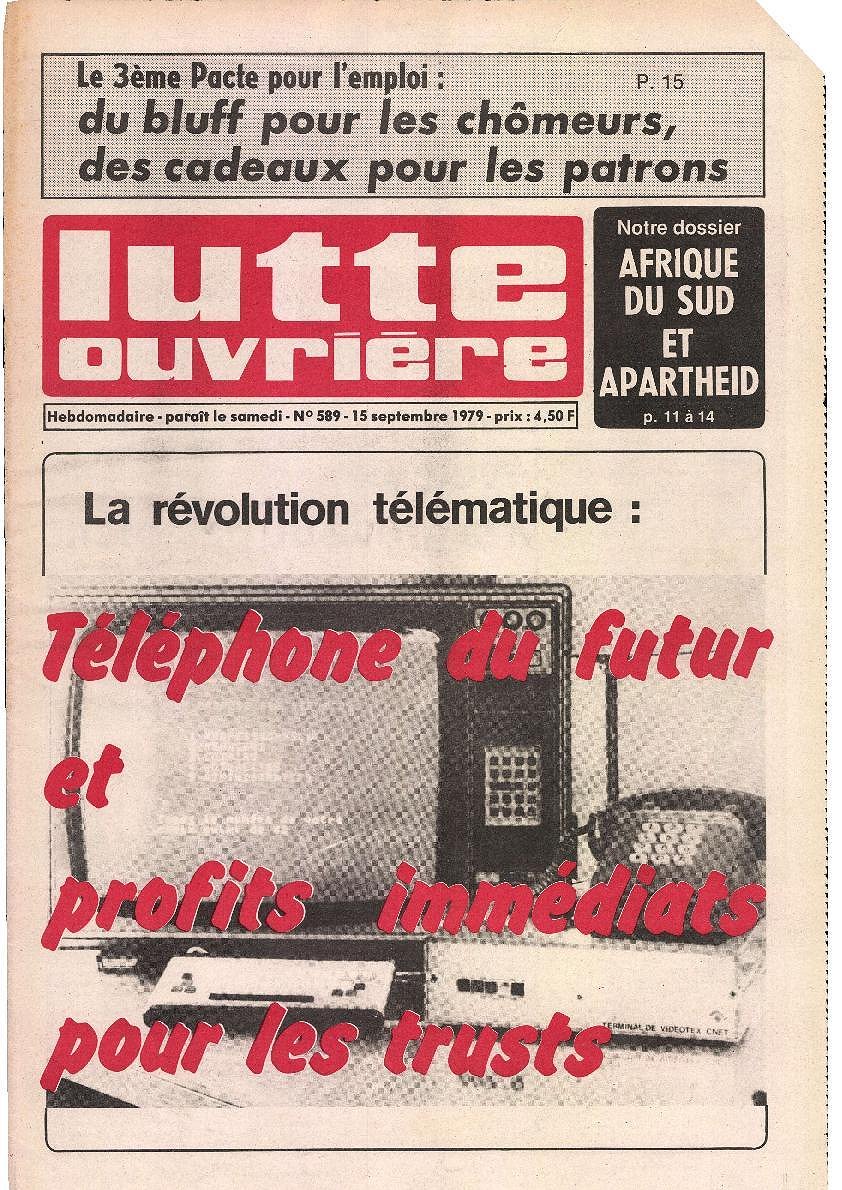 Le 3ème Pacte pour l'emploi : P. 15
du bluff pour les chômeurs,
des cadeaux pour les patrons
lutte
ouvrière
Notre dossier
AFRIQUE
DU SUD
ET
APARTHEID
p. 11 à 14
Hebdomadaire - paraît le samedi - N° 589 - 15 septembre 1979 - prix : 4,50 F
La révolution télématique :
Téléphone du futur
et
profits immédiats
pour les trusts
TERMINAL DE VIDEOTEX CNET